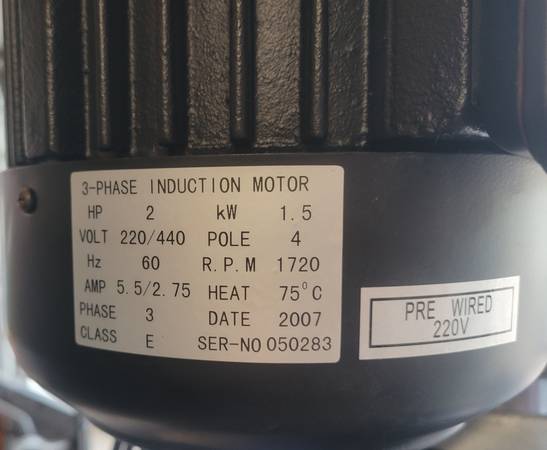 3-PHASE INDUCTION MOTOR
HP 2 kW 1.5
VOLT 220/440 POLE 4
Hz 60 R.P.M 1720
AMP 5.5/2.75 HEAT 75°C
PHASE 3 DATE 2007
CLASS E SER-NO 050283
PRE WIRED
220V